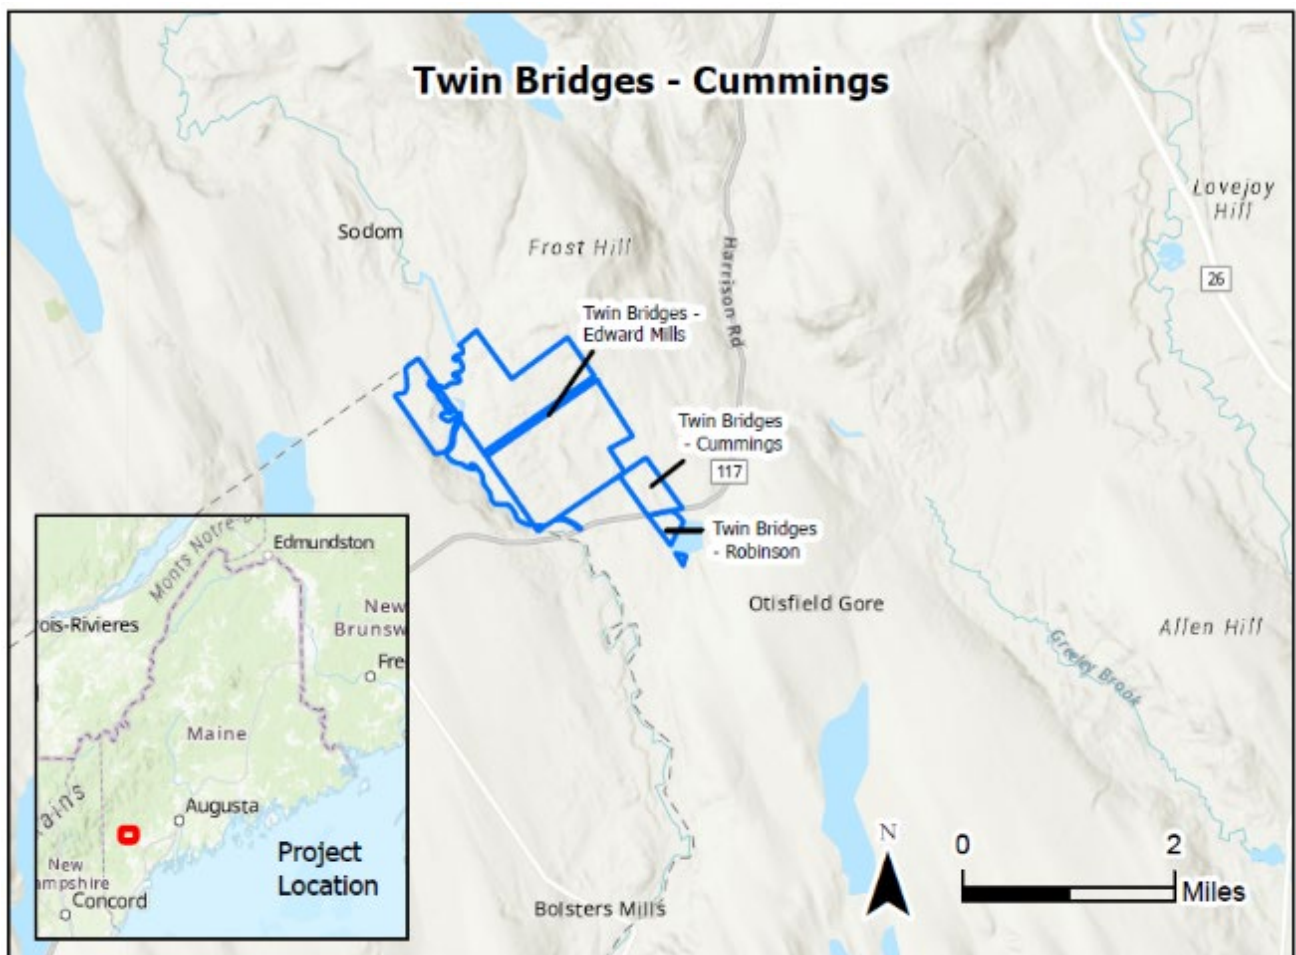 Twin Bridges - Cummings
Lovejoy
Hill
Sodom
Frost Hill
Harrison Rd
26
Twin Bridges -
Edward Mills
Twin Bridges
- Cummings
117
Twin Bridges
- Robinson
Otisfield Gore
Allen Hill
Greeley Brook
Bolsters Mills
Monts Notre-D
Edmundston
ois-Rivieres
New
Brunsw
Fre
Maine
ains
Augusta
Project
Location
New
ampshire
Concord
N
0 2
Miles